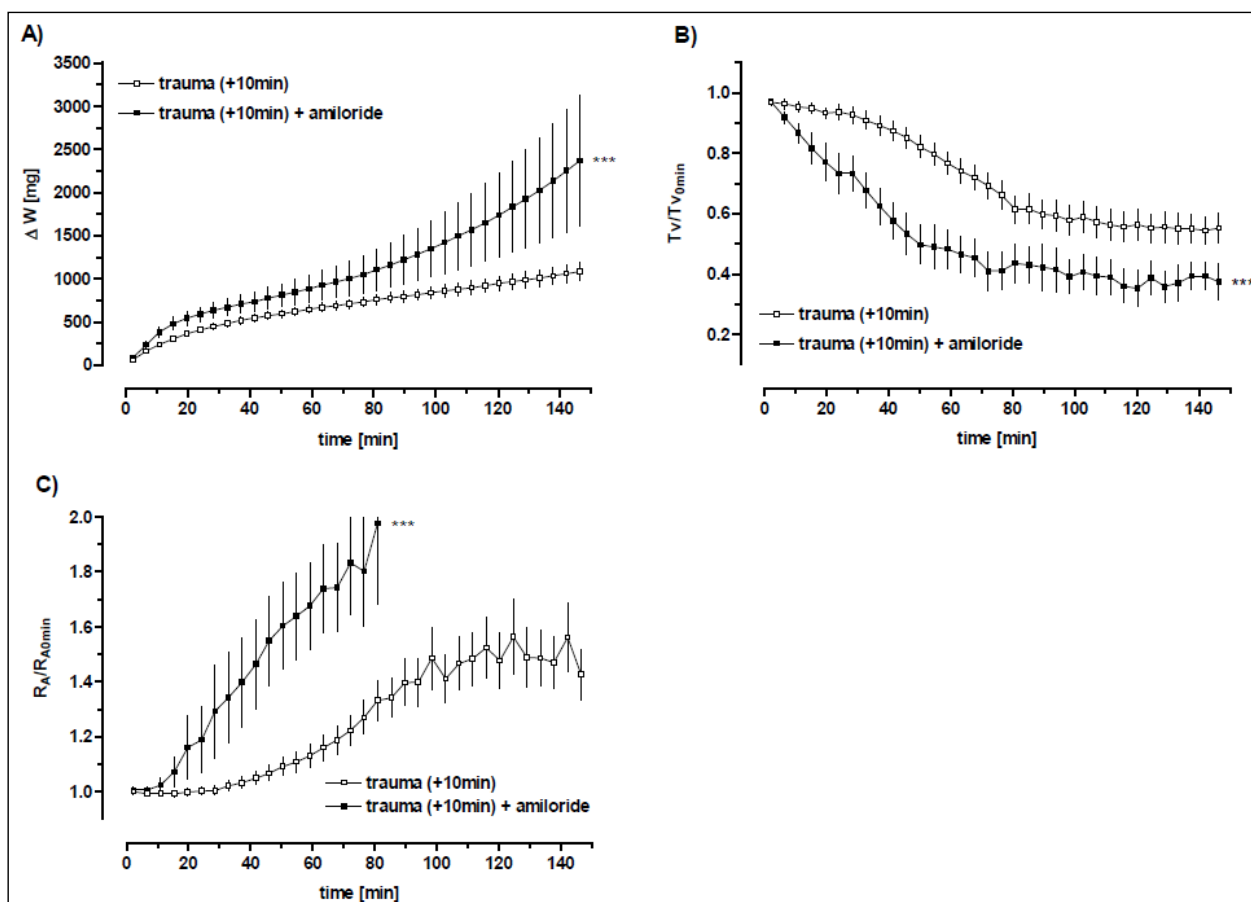 A)
3500
3000
2500
2000
1500
1000
500
0
Δ W [mg]
trauma (+10min)
trauma (+10min) + amiloride
***
0 20 40 60 80 100 120 140
time [min]
B)
1.0
0.8
0.6
0.4
0.2
Tv/Tv0min
***
trauma (+10min)
trauma (+10min) + amiloride
0 20 40 60 80 100 120 140
time [min]
C)
2.0
1.8
1.6
1.4
1.2
1.0
RA/RA0min
***
trauma (+10min)
trauma (+10min) + amiloride
0 20 40 60 80 100 120 140
time [min]